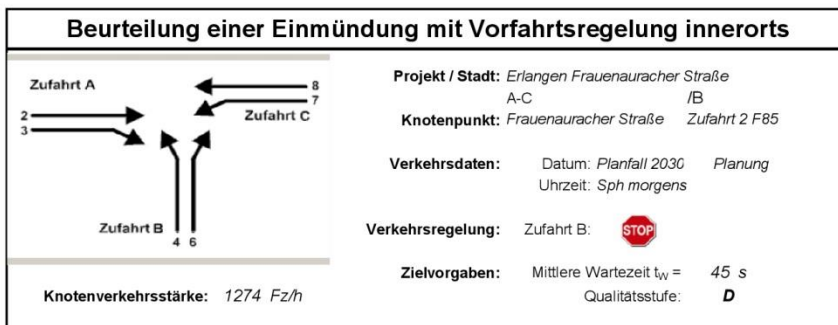 Beurteilung einer Einmündung mit Vorfahrtsregelung innerorts
Zufahrt A
8
7
Zufahrt C
2
3
Zufahrt B
4 6
Knotenverkehrsstärke: 1274 Fz/h
Projekt / Stadt: Erlangen Frauenauracher Straße
A-C /B
Knotenpunkt: Frauenauracher Straße Zufahrt 2 F85
Verkehrsdaten: Datum: Planfall 2030 Planung
Uhrzeit: Sph morgens
Verkehrsregelung: Zufahrt B: STOP
Zielvorgaben: Mittlere Wartezeit tW = 45 s
Qualitätsstufe: D